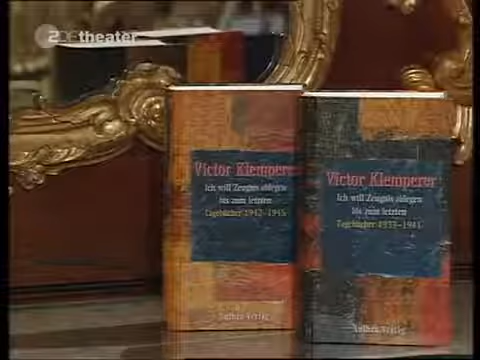 ZDFtheater
Victor Klemperer
Ich will Zeugnis ablegen
bis zum letzten
Tagebücher 1942-1945
Aufbau-Verlag
Victor Klemperer
Ich will Zeugnis ablegen
bis zum letzten
Tagebücher 1933-1941
Aufbau-Verlag